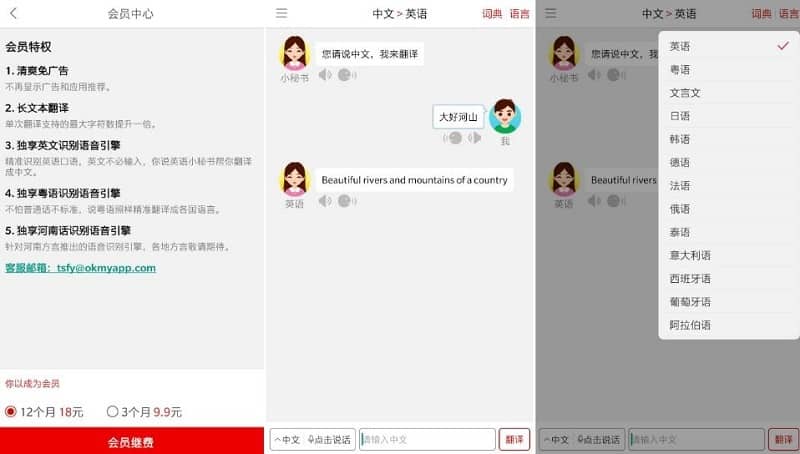 会员中心
会员特权
1. 清爽免广告
不再显示广告和应用推荐。
2. 长文本翻译
单次翻译支持的最大字符数提升一倍。
3. 独享英文识别语音引擎
精准识别英语口语，英文不必输入，你说英语小秘书帮你翻译
成中文。
4. 独享粤语识别语音引擎
不怕普通话不标准，说粤语照样精准翻译成各国语言。
5. 独享河南话识别语音引擎
针对河南方言推出的语音识别引擎，各地方言敬请期待。
客服邮箱：tsfy@okmyapp.com
你以成为会员
12个月 18元
3个月 9.9元
会员继费
中文 > 英语
词典
语言
您请说中文，我来翻译
小秘书
大好河山
我
Beautiful rivers and mountains of a country
英语
中文
点击说话
请输入中文
翻译
中文 > 英语
词典
语言
您请说中文，我
小秘书
Beautiful rivers
英语
英语
粤语
文言文
日语
韩语
德语
法语
俄语
泰语
意大利语
西班牙语
葡萄牙语
阿拉伯语
中文
点击说话
请输入中文
翻译